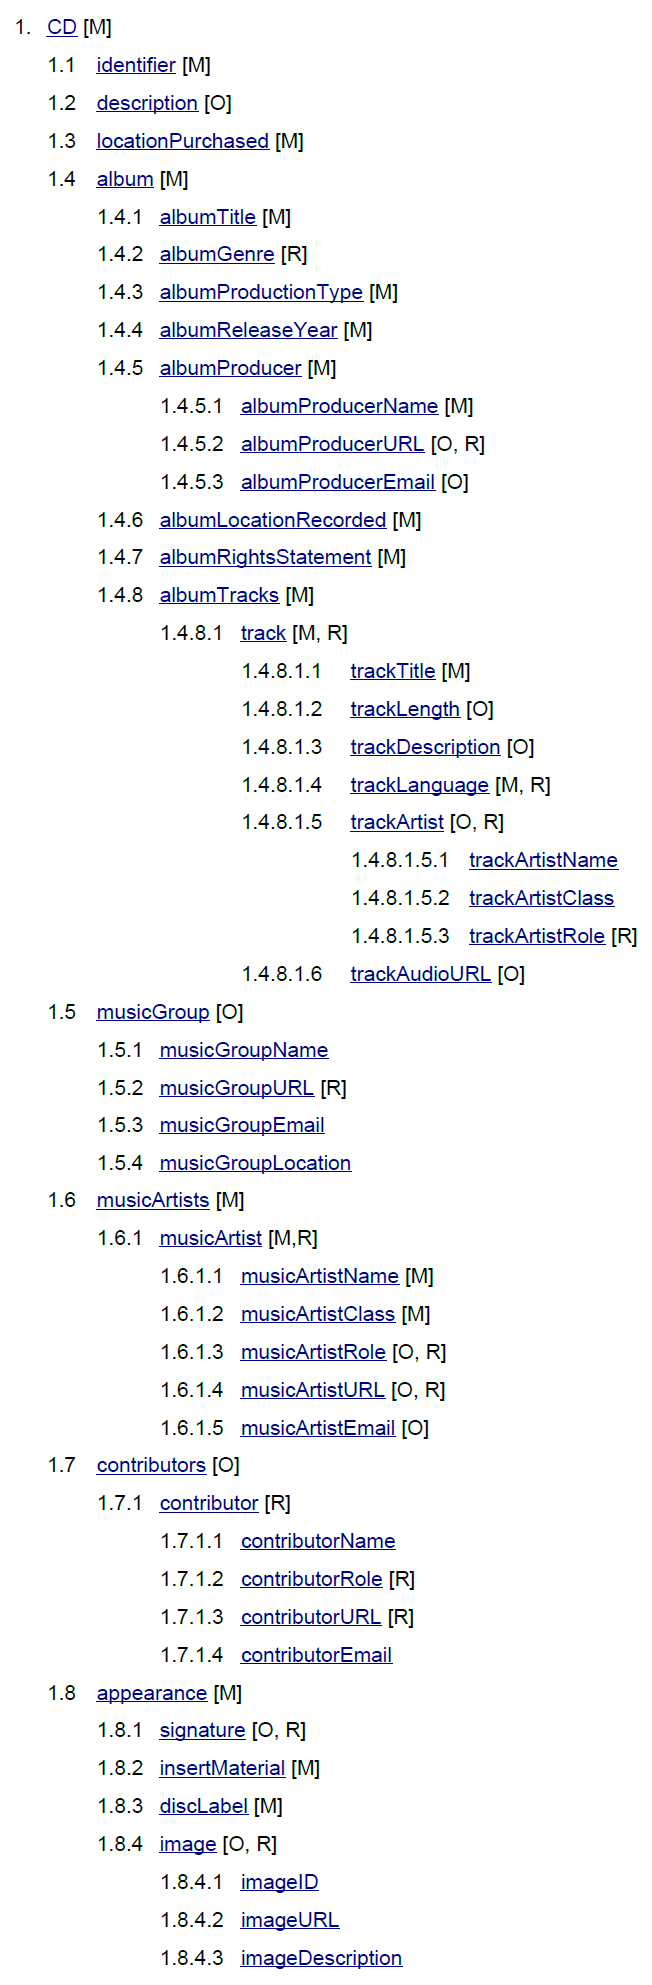 1. CD [M]
1.1 identifier [M]
1.2 description [O]
1.3 locationPurchased [M]
1.4 album [M]
1.4.1 albumTitle [M]
1.4.2 albumGenre [R]
1.4.3 albumProductionType [M]
1.4.4 albumReleaseYear [M]
1.4.5 albumProducer [M]
1.4.5.1 albumProducerName [M]
1.4.5.2 albumProducerURL [O, R]
1.4.5.3 albumProducerEmail [O]
1.4.6 albumLocationRecorded [M]
1.4.7 albumRightsStatement [M]
1.4.8 albumTracks [M]
1.4.8.1 track [M, R]
1.4.8.1.1 trackTitle [M]
1.4.8.1.2 trackLength [O]
1.4.8.1.3 trackDescription [O]
1.4.8.1.4 trackLanguage [M, R]
1.4.8.1.5 trackArtist [O, R]
1.4.8.1.5.1 trackArtistName
1.4.8.1.5.2 trackArtistClass
1.4.8.1.5.3 trackArtistRole [R]
1.4.8.1.6 trackAudioURL [O]
1.5 musicGroup [O]
1.5.1 musicGroupName
1.5.2 musicGroupURL [R]
1.5.3 musicGroupEmail
1.5.4 musicGroupLocation
1.6 musicArtists [M]
1.6.1 musicArtist [M,R]
1.6.1.1 musicArtistName [M]
1.6.1.2 musicArtistClass [M]
1.6.1.3 musicArtistRole [O, R]
1.6.1.4 musicArtistURL [O, R]
1.6.1.5 musicArtistEmail [O]
1.7 contributors [O]
1.7.1 contributor [R]
1.7.1.1 contributorName
1.7.1.2 contributorRole [R]
1.7.1.3 contributorURL [R]
1.7.1.4 contributorEmail
1.8 appearance [M]
1.8.1 signature [O, R]
1.8.2 insertMaterial [M]
1.8.3 discLabel [M]
1.8.4 image [O, R]
1.8.4.1 imageID
1.8.4.2 imageURL
1.8.4.3 imageDescription